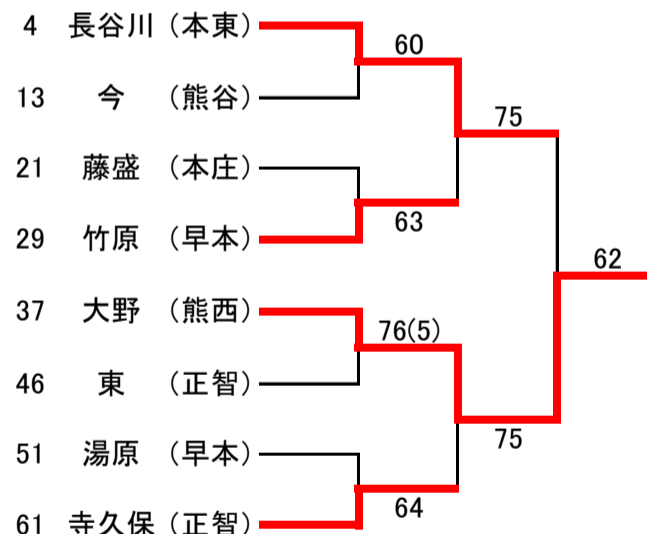 4 長谷川 (本東)
60
13 今 (熊谷)
75
21 藤盛 (本庄)
63
29 竹原 (早本)
62
37 大野 (熊西)
76(5)
46 東 (正智)
75
51 湯原 (早本)
64
61 寺久保 (正智)